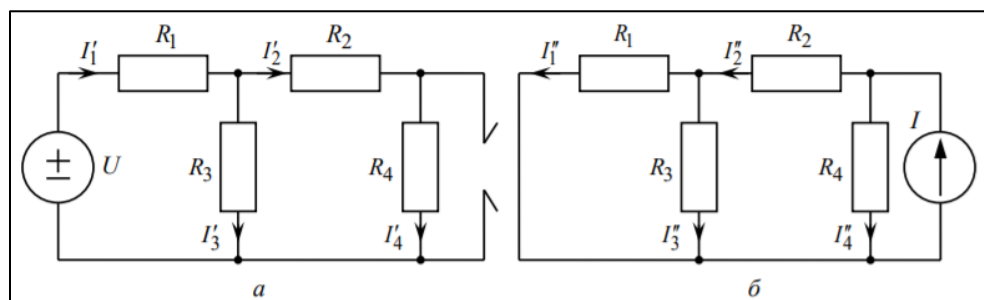 I′₁ R₁ I′₂ R₂ I″₁ R₁ I″₂ R₂
± U R₃ R₄ R₃ R₄ I
I′₃ I′₄ I″₃ I″₄
а б